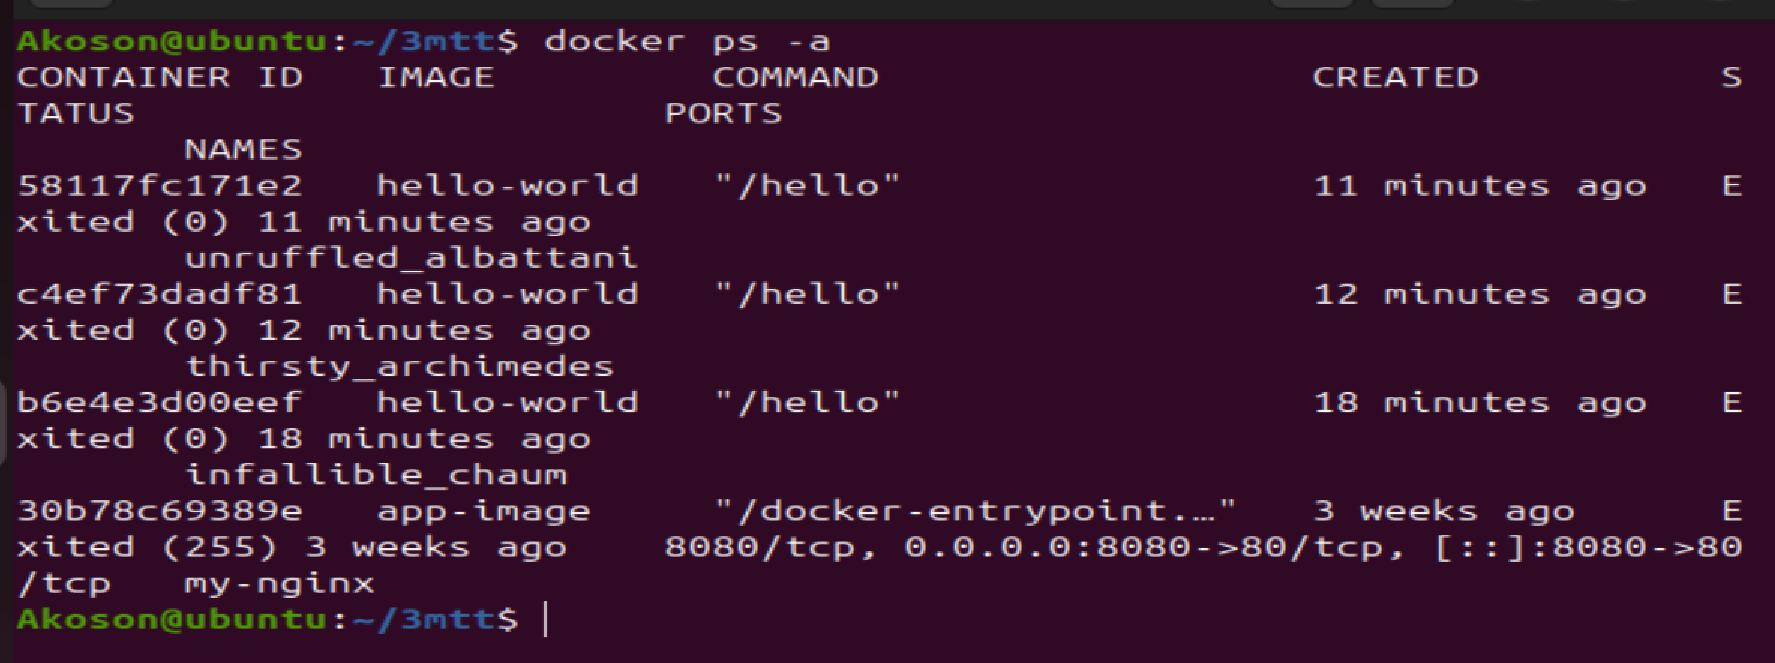 Akoson@ubuntu:~/3mtt$ docker ps -a
CONTAINER ID   IMAGE         COMMAND                  CREATED          S
TATUS                      PORTS
       NAMES
58117fc171e2   hello-world   "/hello"                 11 minutes ago   E
xited (0) 11 minutes ago
       unruffled_albattani
c4ef73dadf81   hello-world   "/hello"                 12 minutes ago   E
xited (0) 12 minutes ago
       thirsty_archimedes
b6e4e3d00eef   hello-world   "/hello"                 18 minutes ago   E
xited (0) 18 minutes ago
       infallible_chaum
30b78c69389e   app-image     "/docker-entrypoint.…"   3 weeks ago      E
xited (255) 3 weeks ago    8080/tcp, 0.0.0.0:8080->80/tcp, [::]:8080->80
/tcp   my-nginx
Akoson@ubuntu:~/3mtt$